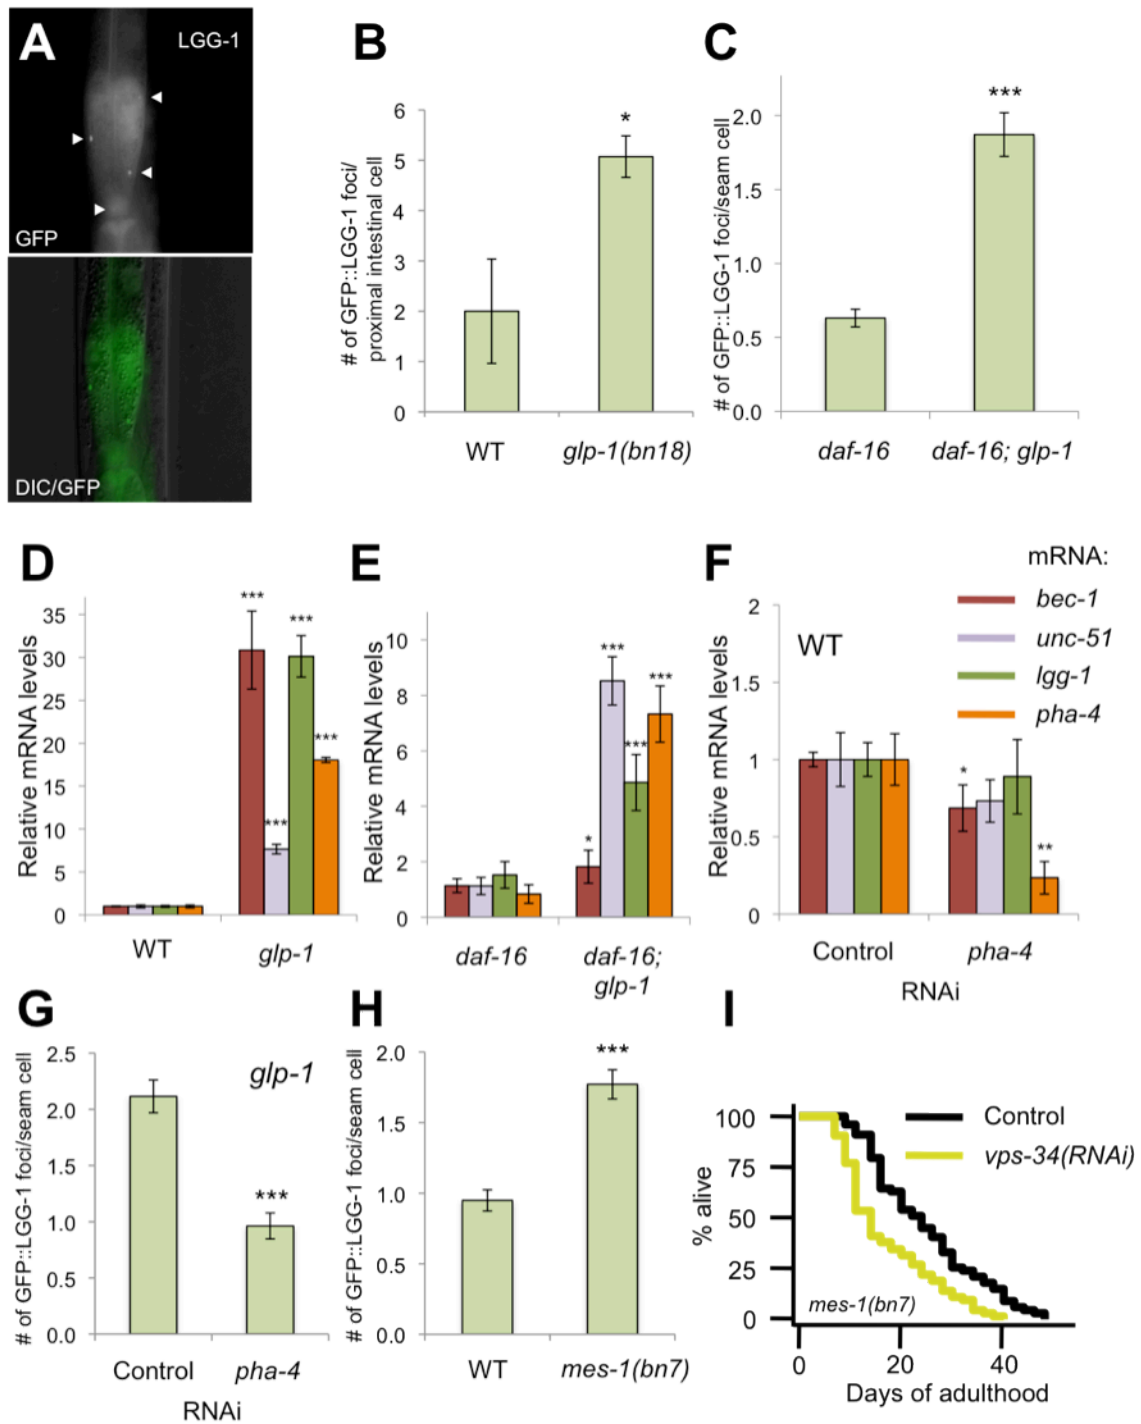 A
LGG-1
GFP
DIC/GFP
B
# of GFP::LGG-1 foci/
proximal intestinal cell
6
5
4
3
2
1
0
*
WT
glp-1(bn18)
C
# of GFP::LGG-1 foci/seam cell
2.0
1.5
1.0
0.5
0.0
***
daf-16
daf-16; glp-1
D
Relative mRNA levels
35
30
25
20
15
10
5
0
***
***
***
***
WT
glp-1
E
Relative mRNA levels
10
8
6
4
2
0
*
***
***
***
daf-16
daf-16;
glp-1
F
mRNA:
bec-1
unc-51
lgg-1
pha-4
WT
Relative mRNA levels
2
1.5
1
0.5
0
*
**
Control
pha-4
RNAi
G
# of GFP::LGG-1 foci/seam cell
2.5
2.0
1.5
1.0
0.5
0.0
glp-1
***
Control
pha-4
RNAi
H
# of GFP::LGG-1 foci/seam cell
2.0
1.5
1.0
0.5
0.0
***
WT
mes-1(bn7)
I
% alive
100
75
50
25
0
Control
vps-34(RNAi)
mes-1(bn7)
0
20
40
Days of adulthood